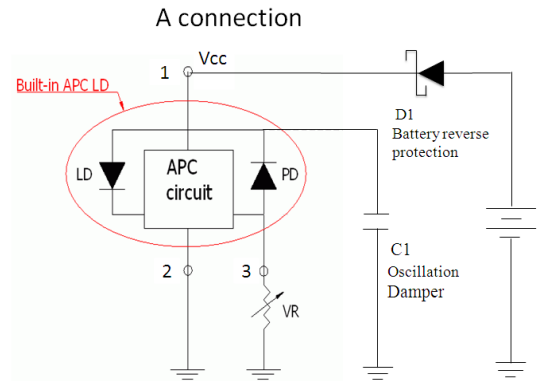 A connection
1
Vcc
Built-in APC LD
D1
Battery reverse
protection
LD
APC
circuit
PD
2
3
C1
Oscillation
Damper
VR